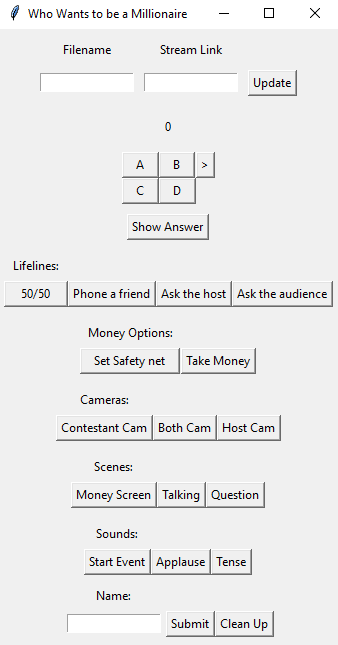 Who Wants to be a Millionaire
Filename Stream Link
Update
0
A B >
C D
Show Answer
Lifelines:
50/50 Phone a friend Ask the host Ask the audience
Money Options:
Set Safety net Take Money
Cameras:
Contestant Cam Both Cam Host Cam
Scenes:
Money Screen Talking Question
Sounds:
Start Event Applause Tense
Name:
Submit Clean Up